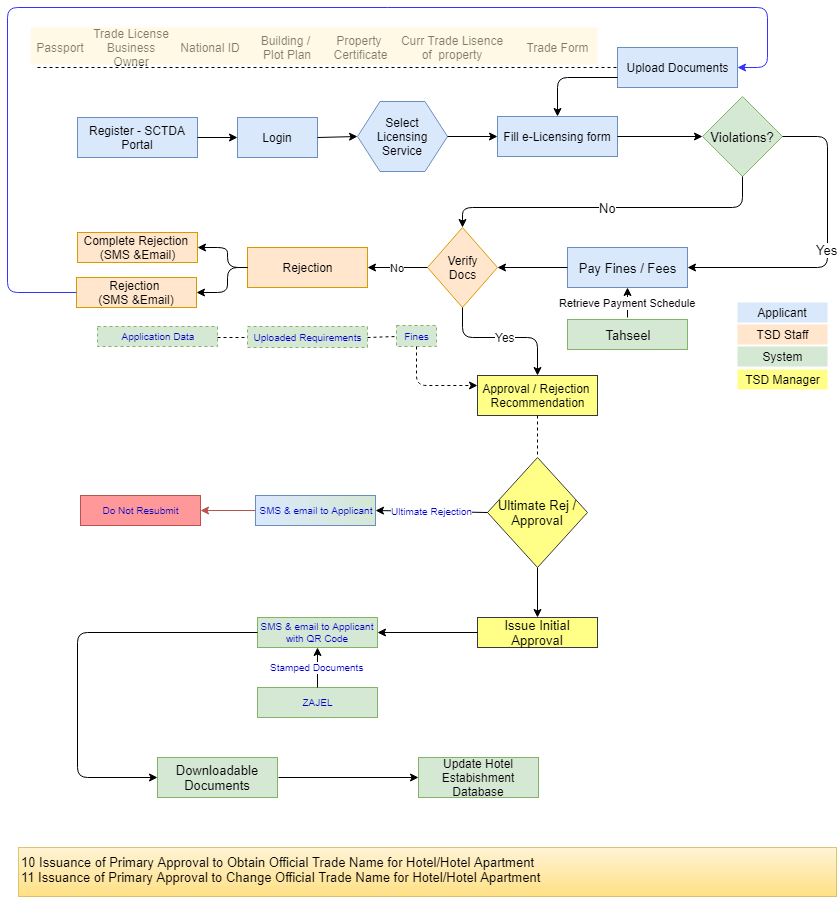 Passport
Trade License
Business
Owner
National ID
Building /
Plot Plan
Property
Certificate
Curr Trade Lisence
of property
Trade Form
Upload Documents
Register - SCTDA
Portal
Login
Select
Licensing
Service
Fill e-Licensing form
Violations?
No
Yes
Complete Rejection
(SMS &Email)
Rejection
(SMS &Email)
Rejection
No
Verify
Docs
Pay Fines / Fees
Retrieve Payment Schedule
Tahseel
Applicant
TSD Staff
System
TSD Manager
Application Data
Uploaded Requirements
Fines
Yes
Approval / Rejection
Recommendation
Do Not Resubmit
SMS & email to Applicant
Ultimate Rejection
Ultimate Rej /
Approval
SMS & email to Applicant
with QR Code
Issue Initial
Approval
Stamped Documents
ZAJEL
Downloadable
Documents
Update Hotel
Estabishment
Database
10 Issuance of Primary Approval to Obtain Official Trade Name for Hotel/Hotel Apartment
11 Issuance of Primary Approval to Change Official Trade Name for Hotel/Hotel Apartment